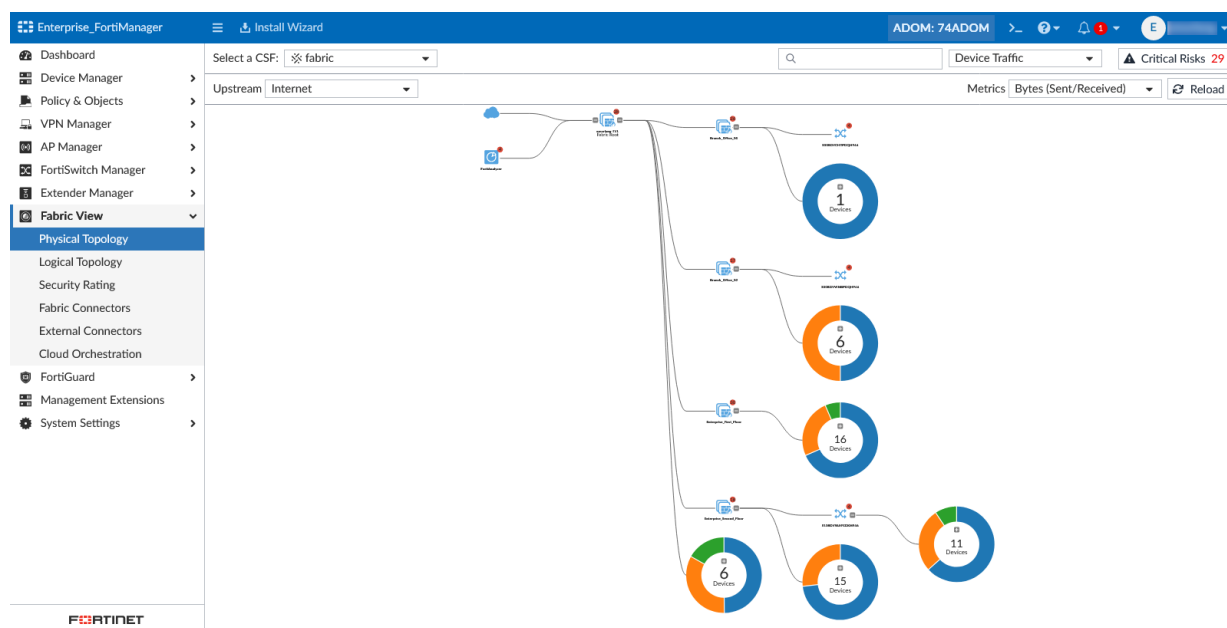 Enterprise_FortiManager
Install Wizard
ADOM: 74ADOM
1
E
Dashboard
Device Manager
Policy & Objects
VPN Manager
AP Manager
FortiSwitch Manager
Extender Manager
Fabric View
Physical Topology
Logical Topology
Security Rating
Fabric Connectors
External Connectors
Cloud Orchestration
FortiGuard
Management Extensions
System Settings
FORTINET
Select a CSF: fabric
Device Traffic
Critical Risks 29
Upstream Internet
Metrics Bytes (Sent/Received)
Reload
FortiAnalyzer
1
Devices
6
Devices
Enterprise_First_Floor
16
Devices
Enterprise_Second_Floor
11
Devices
6
Devices
15
Devices